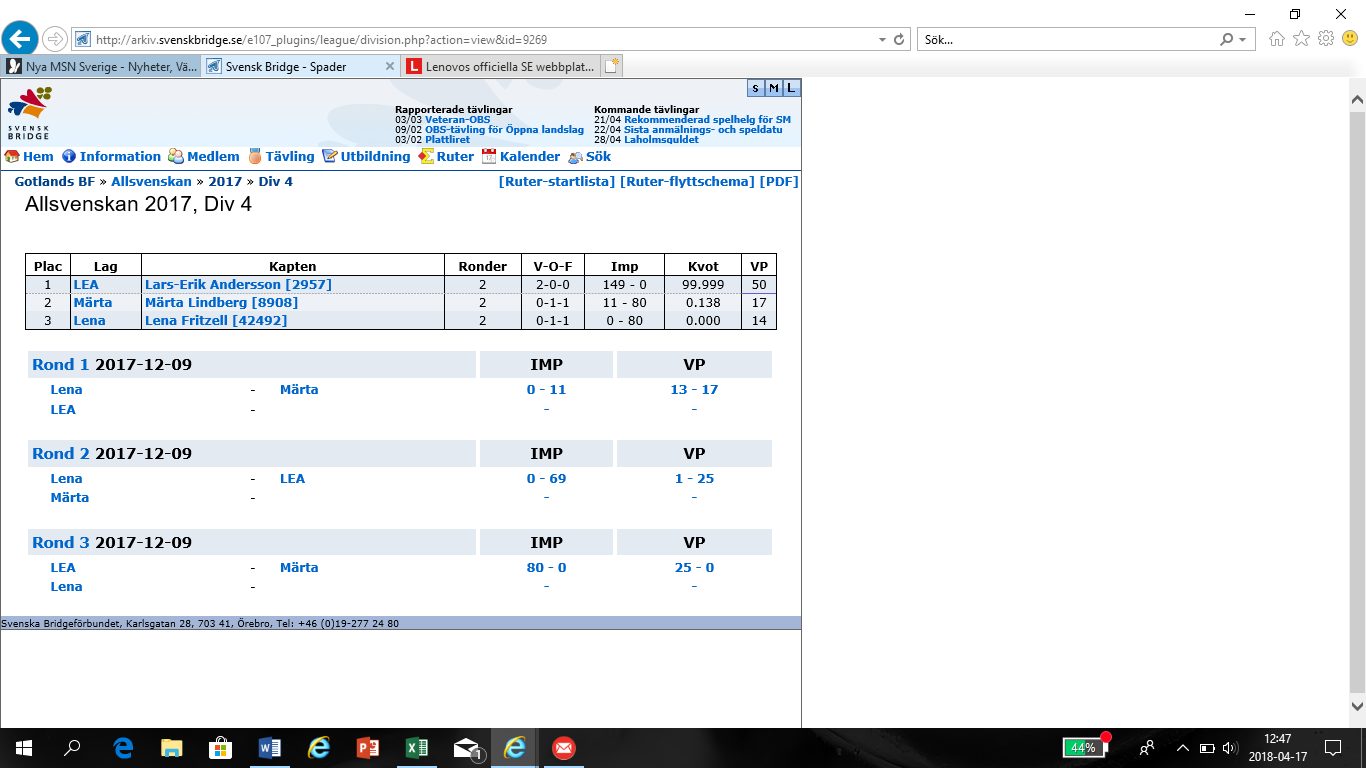 http://arkiv.svenskbridge.se/e107_plugins/league/division.php?action=view&id=9269
Sök...
Nya MSN Sverige - Nyheter, Vä...
Svensk Bridge - Spader
Lenovos officiella SE webbplat...
S M L
SVENSK
BRIDGE
Rapporterade tävlingar
03/03 Veteran-OBS
09/02 OBS-tävling för Öppna landslag
03/02 Plattliret
Kommande tävlingar
21/04 Rekommenderad spelhelg för SM
22/04 Sista anmälnings- och speldatu
28/04 Laholmsguldet
Hem Information Medlem Tävling Utbildning Ruter Kalender Sök
Gotlands BF » Allsvenskan » 2017 » Div 4 [Ruter-startlista] [Ruter-flyttschema] [PDF]
Allsvenskan 2017, Div 4
Plac Lag Kapten Ronder V-O-F Imp Kvot VP
1 LEA Lars-Erik Andersson [2957] 2 2-0-0 149 - 0 99.999 50
2 Märta Märta Lindberg [8908] 2 0-1-1 11 - 80 0.138 17
3 Lena Lena Fritzell [42492] 2 0-1-1 0 - 80 0.000 14
Rond 1 2017-12-09 IMP VP
Lena - Märta 0 - 11 13 - 17
LEA - - -
Rond 2 2017-12-09 IMP VP
Lena - LEA 0 - 69 1 - 25
Märta - - -
Rond 3 2017-12-09 IMP VP
LEA - Märta 80 - 0 25 - 0
Lena - - -
Svenska Bridgeförbundet, Karlsgatan 28, 703 41, Örebro, Tel: +46 (0)19-277 24 80
1
44%
12:47
2018-04-17